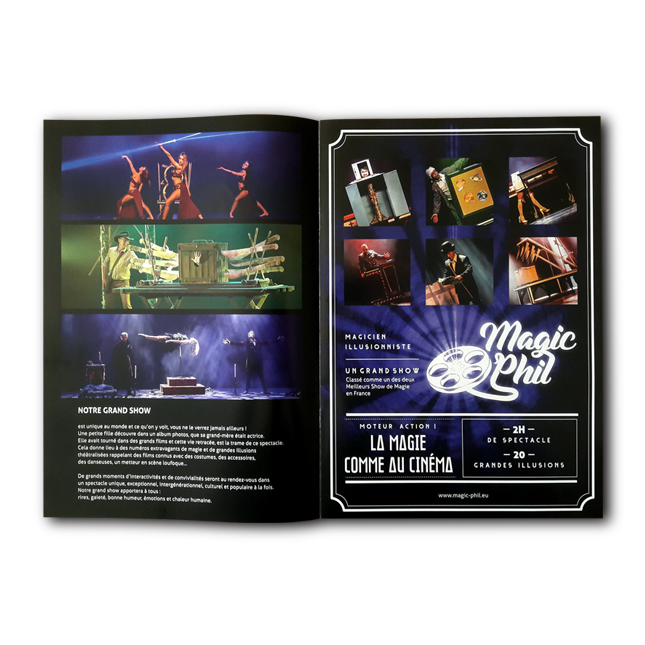 NOTRE GRAND SHOW
est unique au monde et ce qu'on y voit, vous ne le verrez jamais ailleurs !
Une petite fille découvre dans un album photos, que sa grand-mère était actrice.
Elle avait tourné dans des grands films et cette vie retracée, est la trame de ce spectacle:
Cela donne lieu à des numéros extravagants de magie et de grandes illusions
théâtralisées rappelant des films connus avec des costumes, des accessoires,
des danseuses, un metteur en scène loufoque...
De grands moments d'interactivités et de convivialités seront au rendez-vous dans
un spectacle unique, exceptionnel, intergénérationnel, culturel et populaire à la fois.
Notre grand show apportera à tous :
rires, gaieté, bonne humeur, émotions et chaleur humaine.
MAGICIEN
ILLUSIONNISTE
UN GRAND SHOW
Classé comme un des deux
Meilleurs Show de Magie
en France
Magic
Phil
MOTEUR ACTION !
LA MAGIE
COMME AU CINÉMA
— 2H —
DE SPECTACLE
— 20 —
GRANDES ILLUSIONS
www.magic-phil.eu